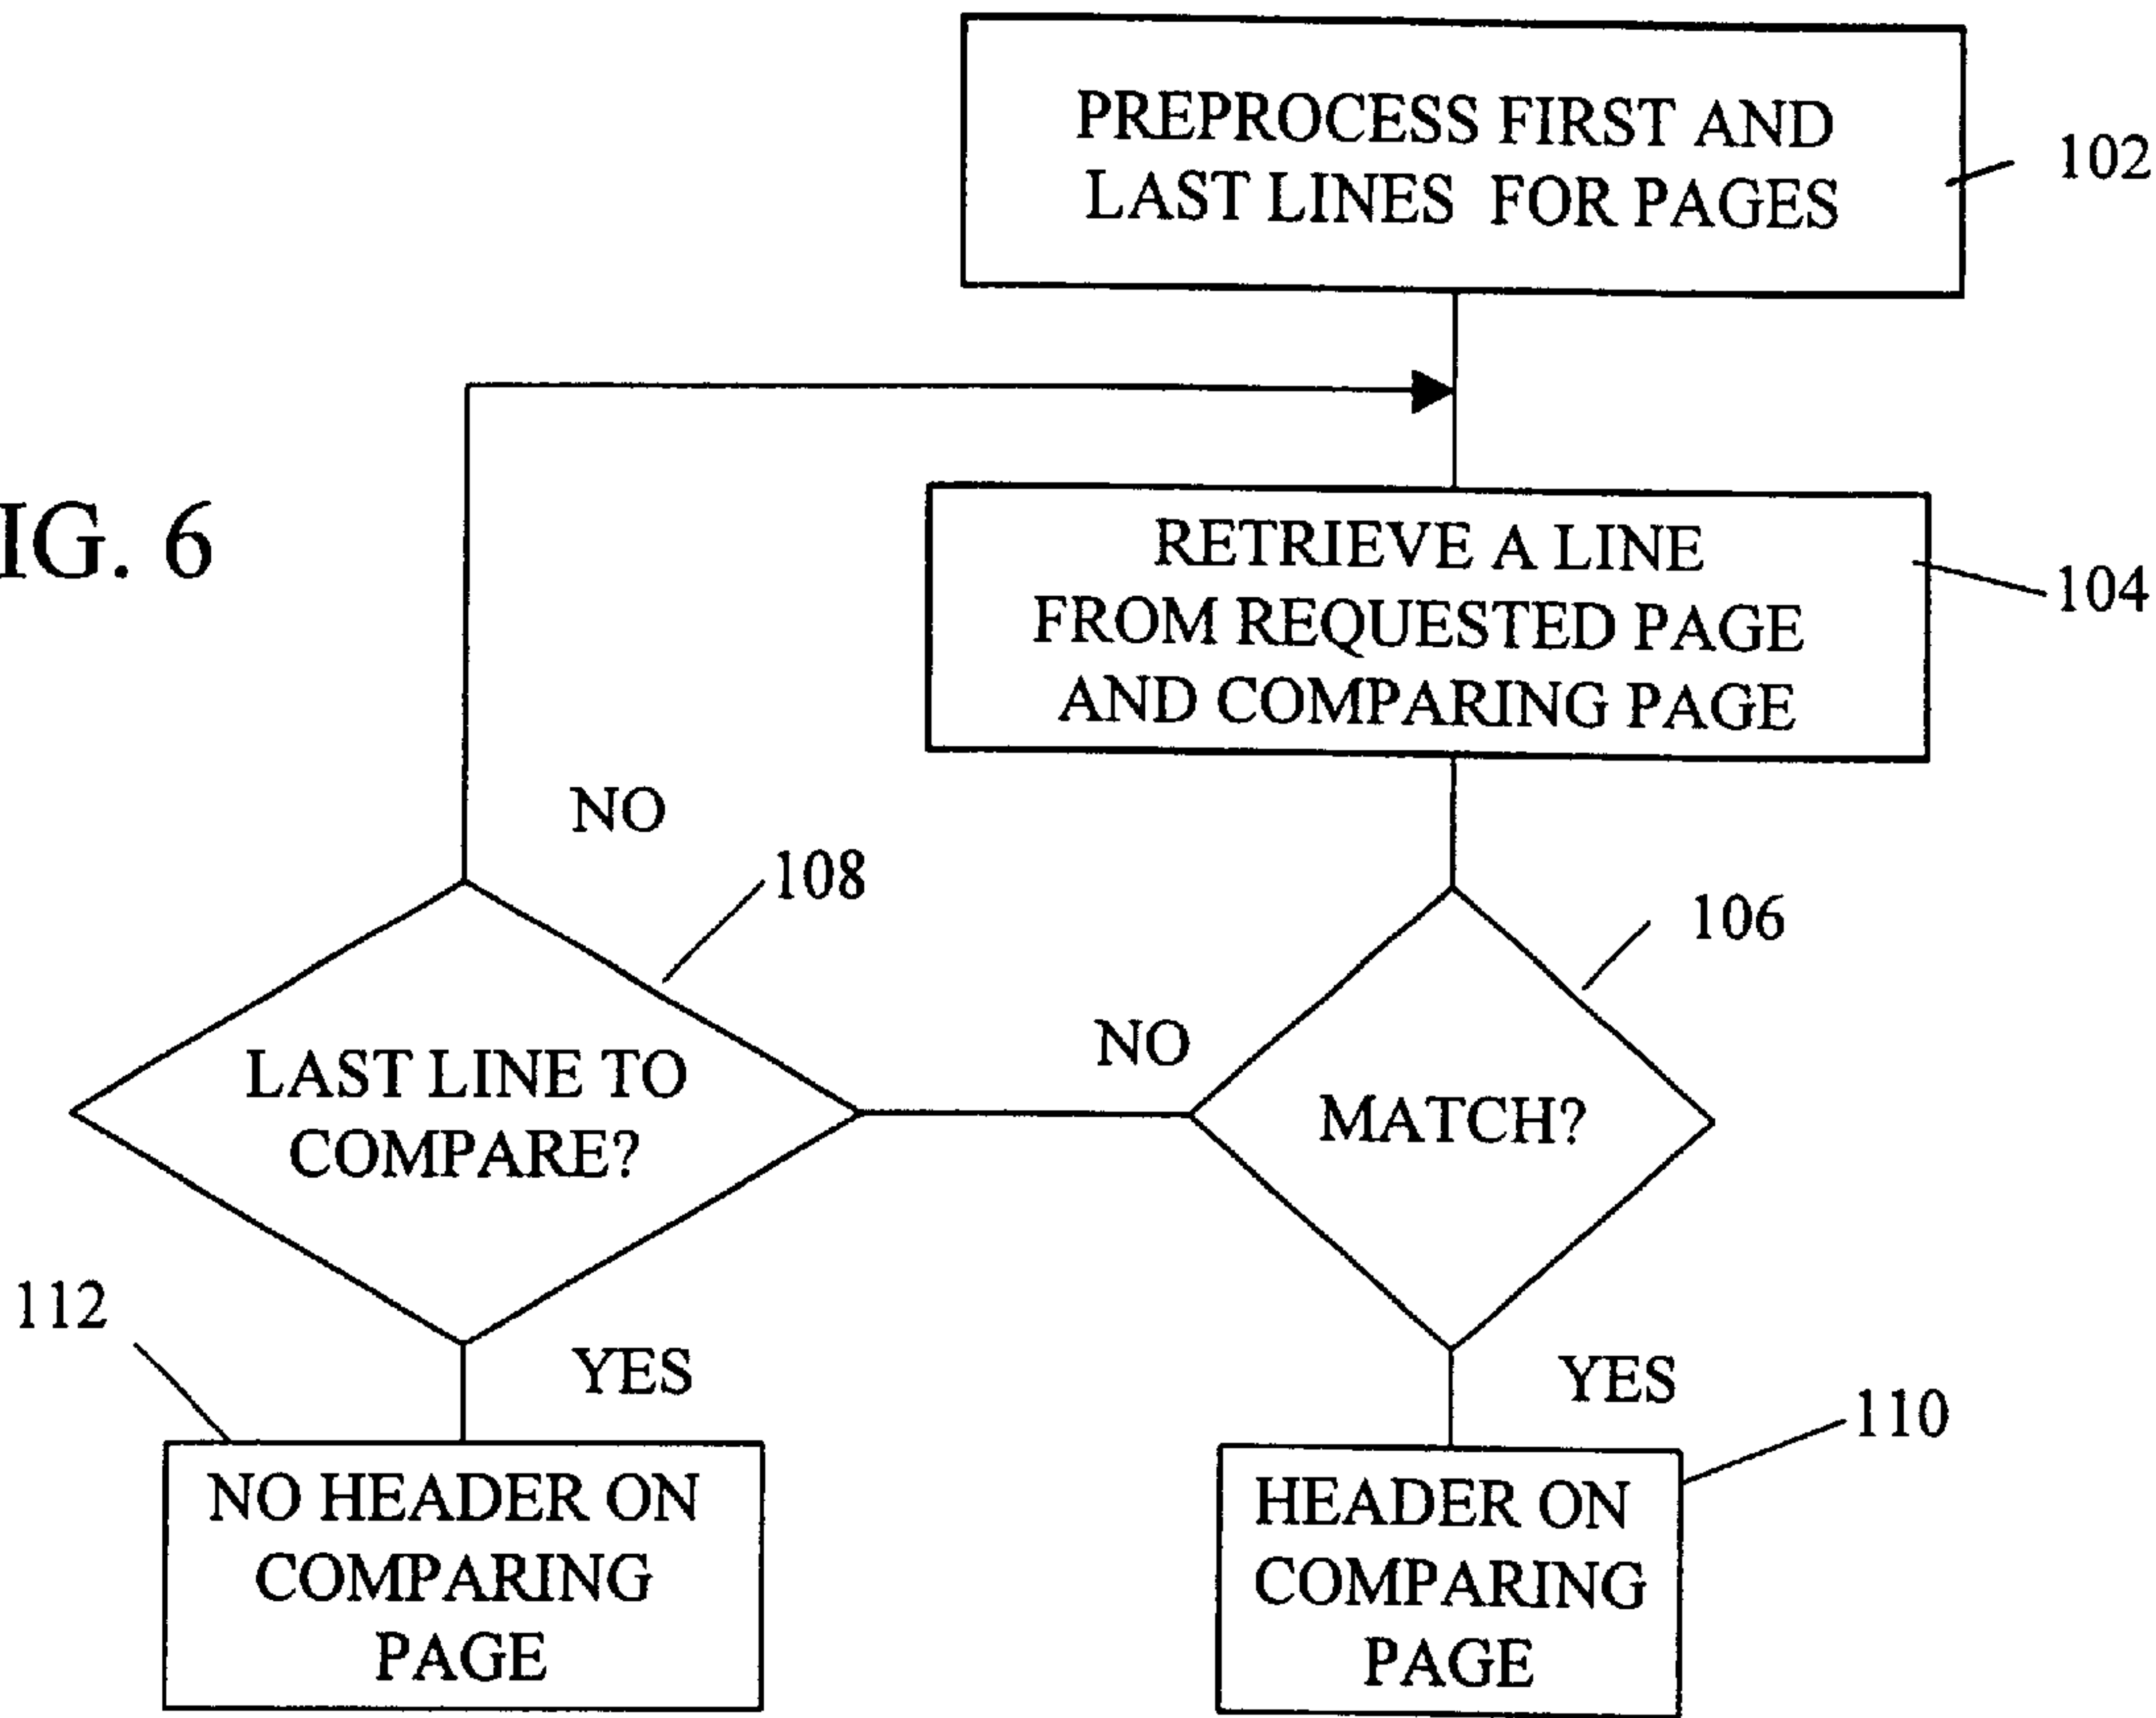 PREPROCESS FIRST AND
LAST LINES FOR PAGES
102
IG. 6
RETRIEVE A LINE
FROM REQUESTED PAGE
AND COMPARING PAGE
104
NO
108
106
LAST LINE TO
COMPARE?
NO
MATCH?
112
YES
YES
110
NO HEADER ON
COMPARING
PAGE
HEADER ON
COMPARING
PAGE